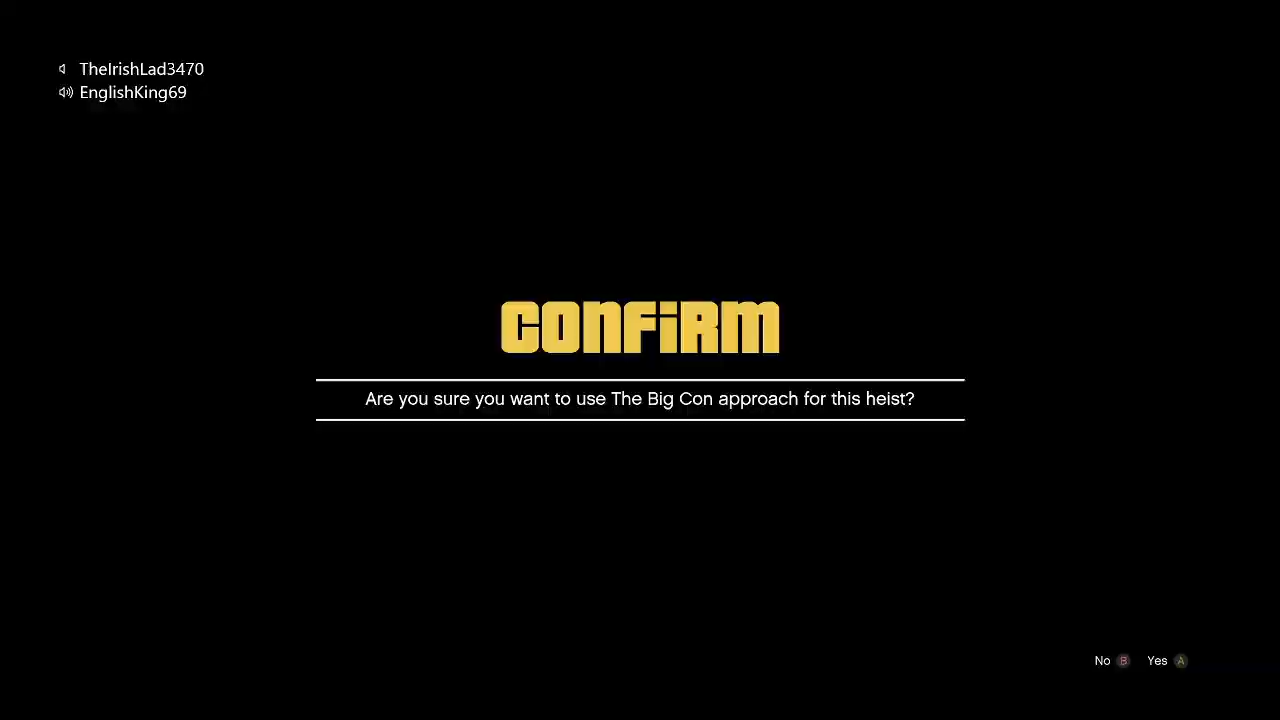 TheIrishLad3470
EnglishKing69
CONFIRM
Are you sure you want to use The Big Con approach for this heist?
No B Yes A